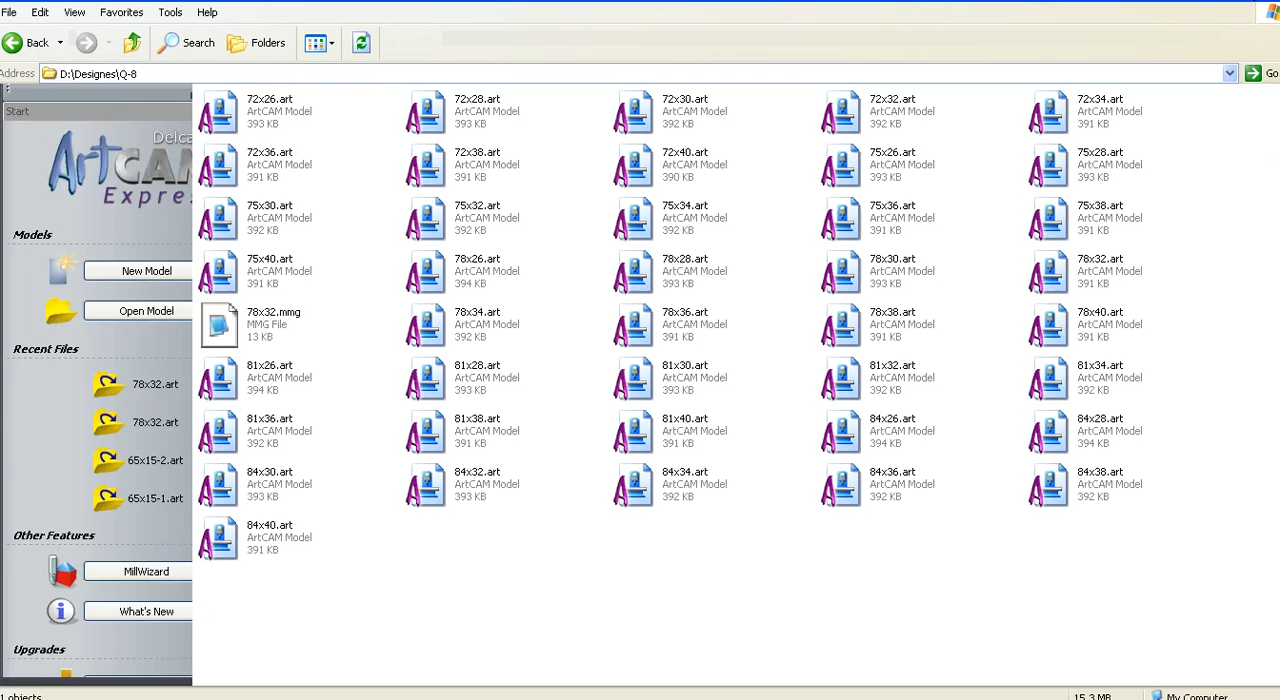 File Edit View Favorites Tools Help
Back Search Folders
Address D:\Designes\Q-8 Go
Start
Delca
ArtCAM
Expre
Models
New Model
Open Model
Recent Files
78x32.art
78x32.art
65x15-2.art
65x15-1.art
Other Features
MillWizard
What's New
Upgrades
72x26.art
ArtCAM Model
393 KB
72x28.art
ArtCAM Model
393 KB
72x30.art
ArtCAM Model
392 KB
72x32.art
ArtCAM Model
392 KB
72x34.art
ArtCAM Model
391 KB
72x36.art
ArtCAM Model
391 KB
72x38.art
ArtCAM Model
391 KB
72x40.art
ArtCAM Model
390 KB
75x26.art
ArtCAM Model
393 KB
75x28.art
ArtCAM Model
393 KB
75x30.art
ArtCAM Model
392 KB
75x32.art
ArtCAM Model
392 KB
75x34.art
ArtCAM Model
392 KB
75x36.art
ArtCAM Model
391 KB
75x38.art
ArtCAM Model
391 KB
75x40.art
ArtCAM Model
391 KB
78x26.art
ArtCAM Model
394 KB
78x28.art
ArtCAM Model
393 KB
78x30.art
ArtCAM Model
393 KB
78x32.art
ArtCAM Model
392 KB
78x32.mmg
MMG File
13 KB
78x34.art
ArtCAM Model
392 KB
78x36.art
ArtCAM Model
391 KB
78x38.art
ArtCAM Model
391 KB
78x40.art
ArtCAM Model
391 KB
81x26.art
ArtCAM Model
394 KB
81x28.art
ArtCAM Model
393 KB
81x30.art
ArtCAM Model
393 KB
81x32.art
ArtCAM Model
392 KB
81x34.art
ArtCAM Model
392 KB
81x36.art
ArtCAM Model
392 KB
81x38.art
ArtCAM Model
391 KB
81x40.art
ArtCAM Model
391 KB
84x26.art
ArtCAM Model
394 KB
84x28.art
ArtCAM Model
394 KB
84x30.art
ArtCAM Model
393 KB
84x32.art
ArtCAM Model
393 KB
84x34.art
ArtCAM Model
392 KB
84x36.art
ArtCAM Model
392 KB
84x38.art
ArtCAM Model
392 KB
84x40.art
ArtCAM Model
391 KB
1 objects 15.3 MB My Computer